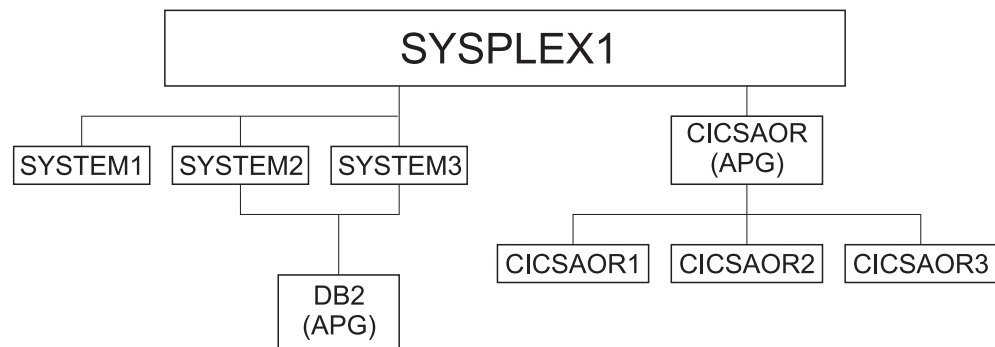 SYSPLEX1
SYSTEM1
SYSTEM2
SYSTEM3
CICSAOR
(APG)
CICSAOR1
CICSAOR2
CICSAOR3
DB2
(APG)